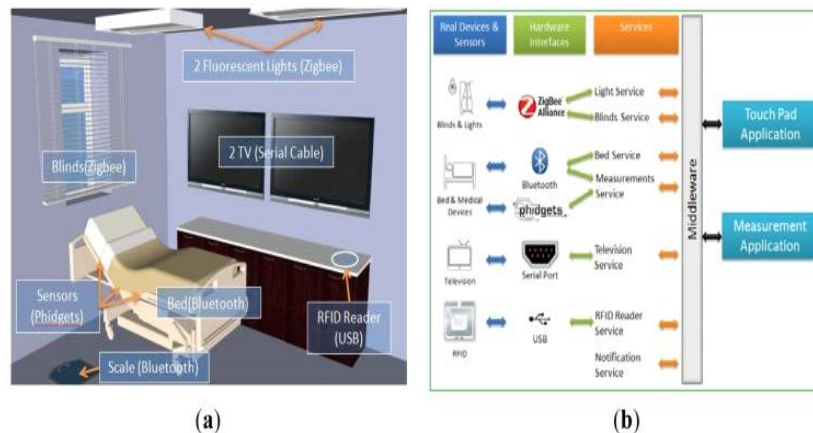 2 Fluorescent Lights (Zigbee)
2 TV (Serial Cable)
Blinds(Zigbee)
Sensors
(Phidgets)
Bed(Bluetooth)
RFID Reader
(USB)
Scale (Bluetooth)
(a)
Real Devices &
Sensors
Hardware
Interfaces
Services
Blinds & Lights
ZigBee
Alliance
Light Service
Blinds Service
Bed & Medical
Devices
Bluetooth
phidgets
Bed Service
Measurements
Service
Television
Serial Port
Television
Service
RFID
USB
RFID Reader
Service
Notification
Service
Middleware
Touch Pad
Application
Measurement
Application
(b)